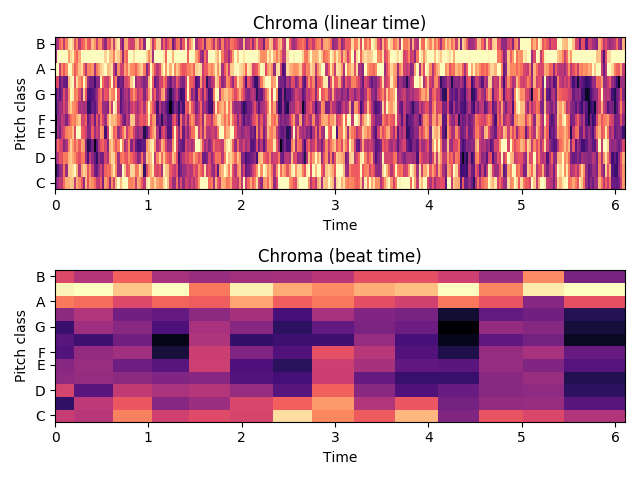 Chroma (linear time)
Pitch class
B
A
G
F
E
D
C
0 1 2 3 4 5 6
Time
Chroma (beat time)
Pitch class
B
A
G
F
E
D
C
0 1 2 3 4 5 6
Time